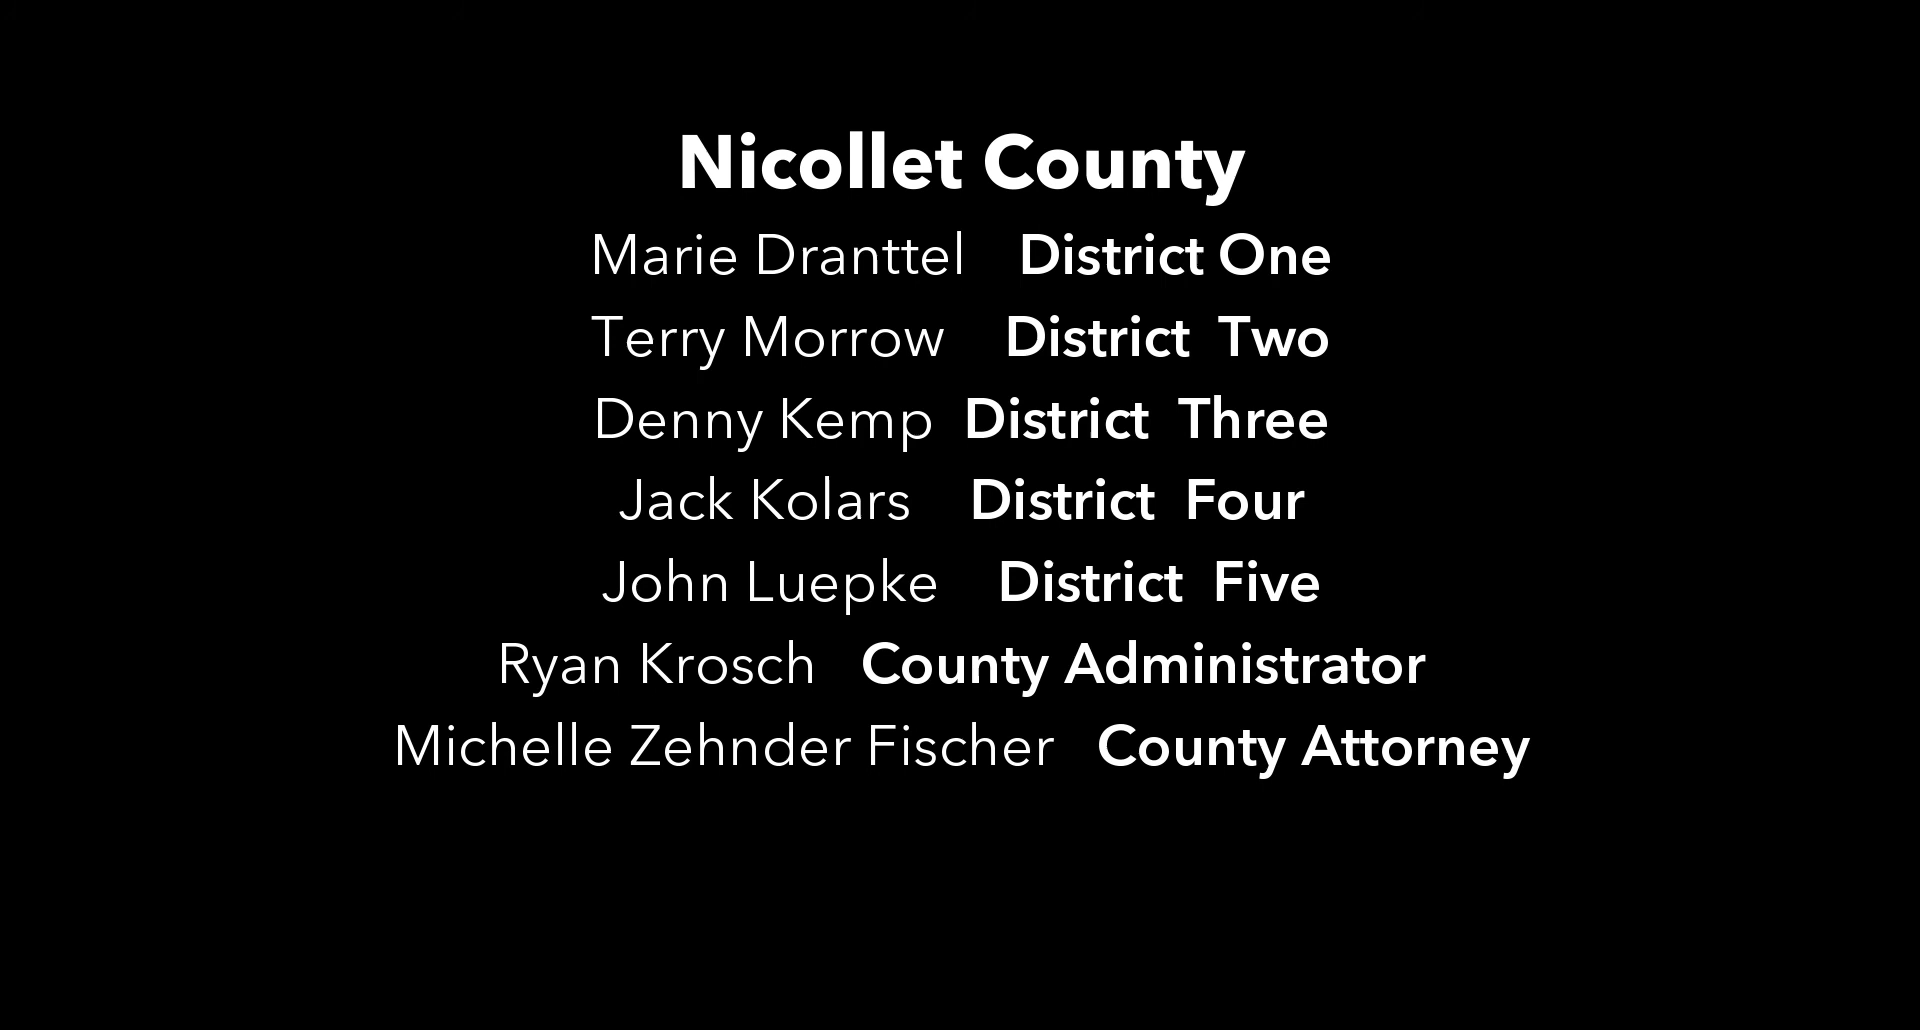 Nicollet County
Marie Dranttel District One
Terry Morrow District Two
Denny Kemp District Three
Jack Kolars District Four
John Luepke District Five
Ryan Krosch County Administrator
Michelle Zehnder Fischer County Attorney